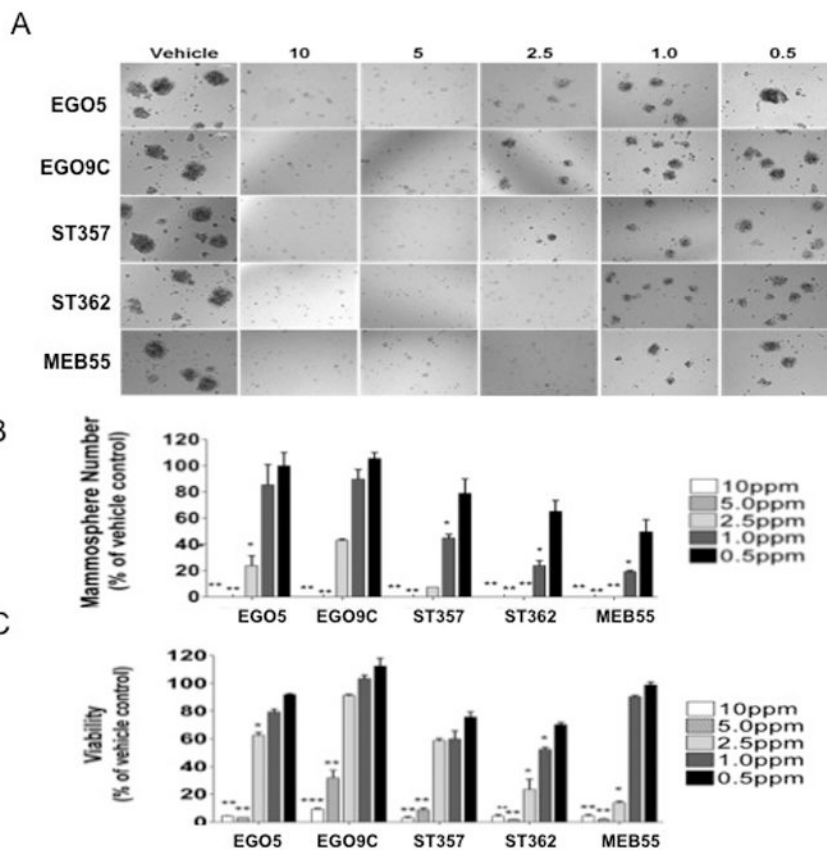 A
Vehicle 10 5 2.5 1.0 0.5
EGO5
EGO9C
ST357
ST362
MEB55
B
Mammosphere Number
(% of vehicle control)
120
100
80
60
40
20
0
** ** *
** **
** ** *
** ** ** *
** ** ** *
EGO5 EGO9C ST357 ST362 MEB55
10ppm
5.0ppm
2.5ppm
1.0ppm
0.5ppm
C
Viability
(% of vehicle control)
120
100
80
60
40
20
0
** ** *
*** **
** **
** ** * *
** ** *
EGO5 EGO9C ST357 ST362 MEB55
10ppm
5.0ppm
2.5ppm
1.0ppm
0.5ppm